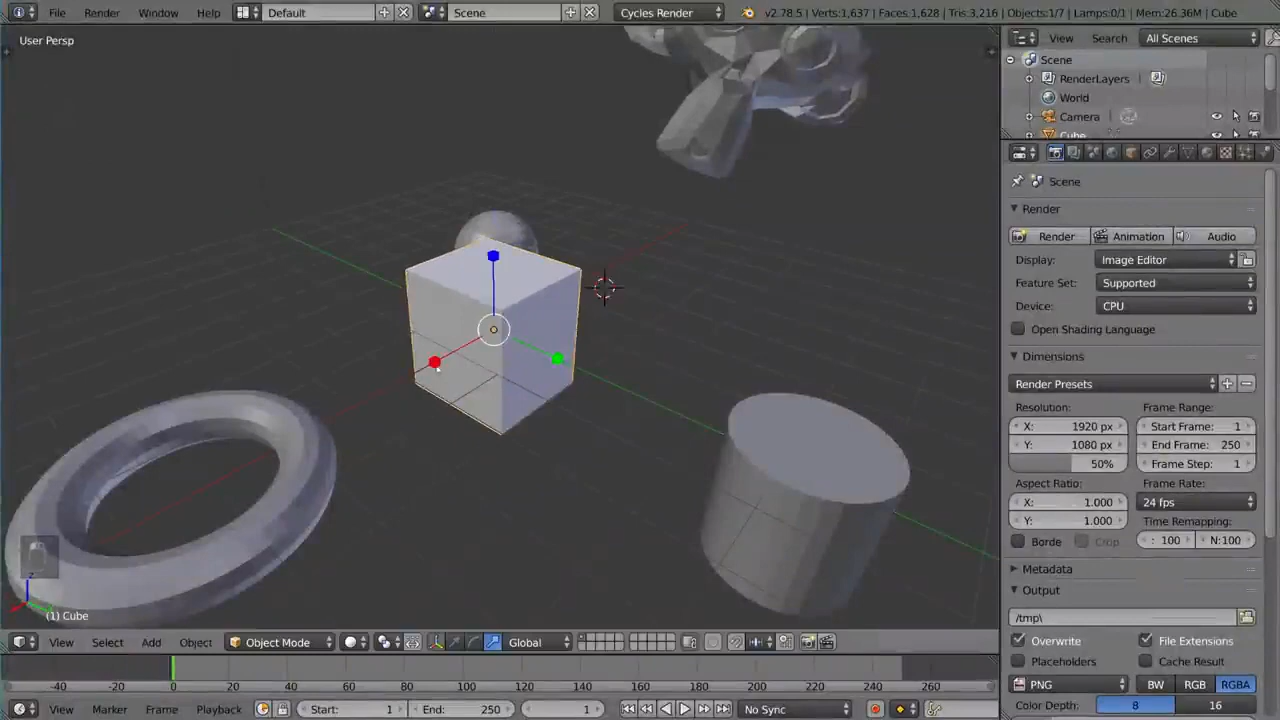 File Render Window Help Default Scene Cycles Render v2.78.5 | Verts:1,637 | Faces:1,628 | Tris:3,216 | Objects:1/7 | Lamps:0/1 | Mem:26.36M | Cube
User Persp
View Search All Scenes
Scene
RenderLayers
World
Camera
Cube
Scene
Render
Render Animation Audio
Display: Image Editor
Feature Set: Supported
Device: CPU
Open Shading Language
Dimensions
Render Presets
Resolution: Frame Range:
X: 1920 px Start Frame: 1
Y: 1080 px End Frame: 250
50% Frame Step: 1
Aspect Ratio: Frame Rate:
X: 1.000 24 fps
Y: 1.000 Time Remapping:
Borde Crop : 100 N:100
Metadata
Output
/tmp\
Overwrite File Extensions
Placeholders Cache Result
PNG BW RGB RGBA
Color Depth: 8 16
z
(1) Cube
View Select Add Object Object Mode Global
-40 -20 0 20 40 60 80 100 120 140 160 180 200 220 240 260
View Marker Frame Playback Start: 1 End: 250 1 No Sync